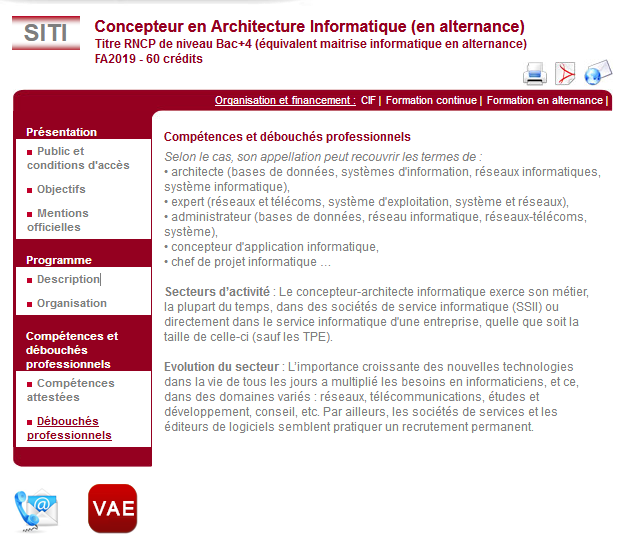 SITI
Concepteur en Architecture Informatique (en alternance)
Titre RNCP de niveau Bac+4 (équivalent maitrise informatique en alternance)
FA2019 - 60 crédits
Organisation et financement : CIF | Formation continue | Formation en alternance |
Présentation
Public et
conditions d'accès
Objectifs
Mentions
officielles
Programme
Description
Organisation
Compétences et
débouchés
professionnels
Compétences
attestées
Débouchés
professionnels
@
VAE
Compétences et débouchés professionnels
Selon le cas, son appellation peut recouvrir les termes de :
• architecte (bases de données, systèmes d'information, réseaux informatiques,
système informatique),
• expert (réseaux et télécoms, système d'exploitation, système et réseaux),
• administrateur (bases de données, réseau informatique, réseaux-télécoms,
système),
• concepteur d'application informatique,
• chef de projet informatique ...
Secteurs d'activité : Le concepteur-architecte informatique exerce son métier,
la plupart du temps, dans des sociétés de service informatique (SSII) ou
directement dans le service informatique d'une entreprise, quelle que soit la
taille de celle-ci (sauf les TPE).
Evolution du secteur : L'importance croissante des nouvelles technologies
dans la vie de tous les jours a multiplié les besoins en informaticiens, et ce,
dans des domaines variés : réseaux, télécommunications, études et
développement, conseil, etc. Par ailleurs, les sociétés de services et les
éditeurs de logiciels semblent pratiquer un recrutement permanent.